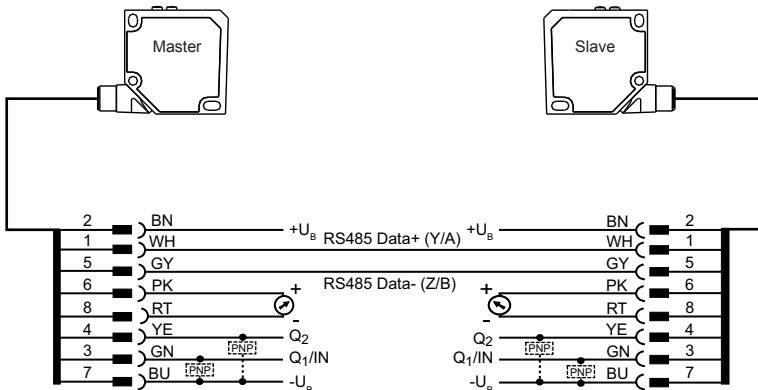 Master Slave
2 BN +UB +UB BN 2
1 WH RS485 Data+ (Y/A) WH 1
5 GY GY 5
RS485 Data- (Z/B)
6 PK + + PK 6
8 RT - - RT 8
4 YE Q2 Q2 YE 4
PNP PNP
3 GN Q1/IN Q1/IN GN 3
PNP PNP
7 BU -UB -UB BU 7